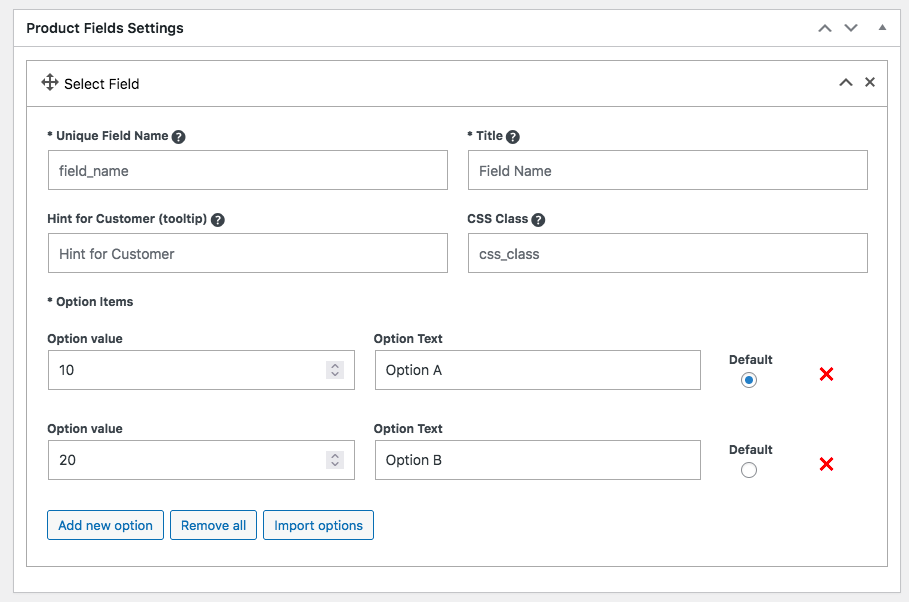 Product Fields Settings
Select Field
* Unique Field Name ?
* Title ?
field_name
Field Name
Hint for Customer (tooltip) ?
CSS Class ?
Hint for Customer
css_class
* Option Items
Option value
Option Text
Default
10
Option A
Option value
Option Text
Default
20
Option B
Add new option
Remove all
Import options